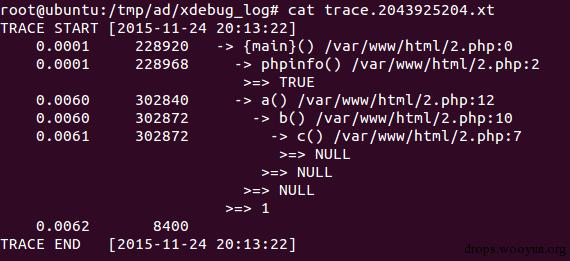 root@ubuntu:/tmp/ad/xdebug_log# cat trace.2043925204.xt
TRACE START [2015-11-24 20:13:22]
    0.0001     228920   -> {main}() /var/www/html/2.php:0
    0.0001     228968     -> phpinfo() /var/www/html/2.php:2
                           >=> TRUE
    0.0060     302840     -> a() /var/www/html/2.php:12
    0.0060     302872       -> b() /var/www/html/2.php:10
    0.0061     302872         -> c() /var/www/html/2.php:7
                               >=> NULL
                             >=> NULL
                           >=> NULL
                         >=> 1
    0.0062       8400
TRACE END   [2015-11-24 20:13:22]
drops.wooyun.org